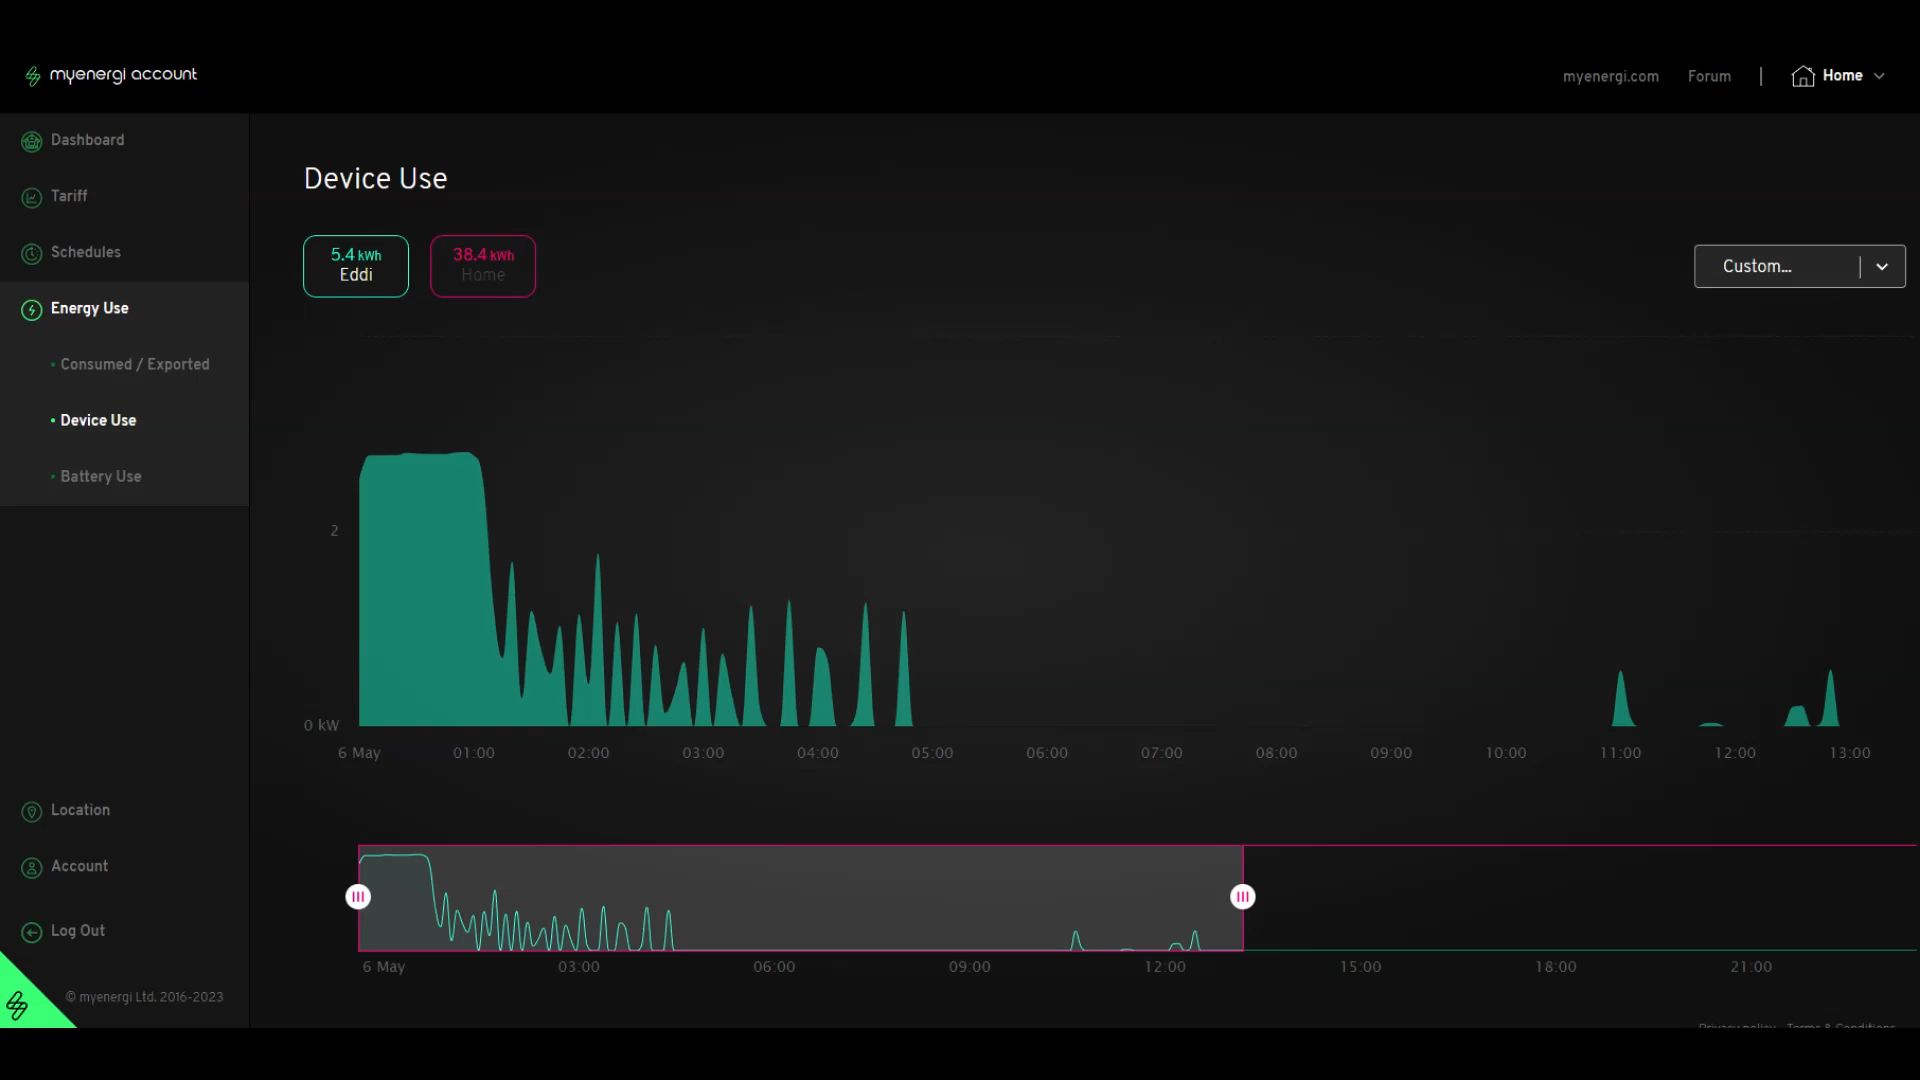 myenergi account
myenergi.com Forum | Home
Dashboard
Tariff
Schedules
Energy Use
• Consumed / Exported
• Device Use
• Battery Use
Location
Account
Log Out
© myenergi Ltd. 2016-2023
Device Use
5.4 kWh
Eddi
38.4 kWh
Home
Custom...
2
0 kW
6 May 01:00 02:00 03:00 04:00 05:00 06:00 07:00 08:00 09:00 10:00 11:00 12:00 13:00
6 May 03:00 06:00 09:00 12:00 15:00 18:00 21:00
Privacy policy Terms & Conditions